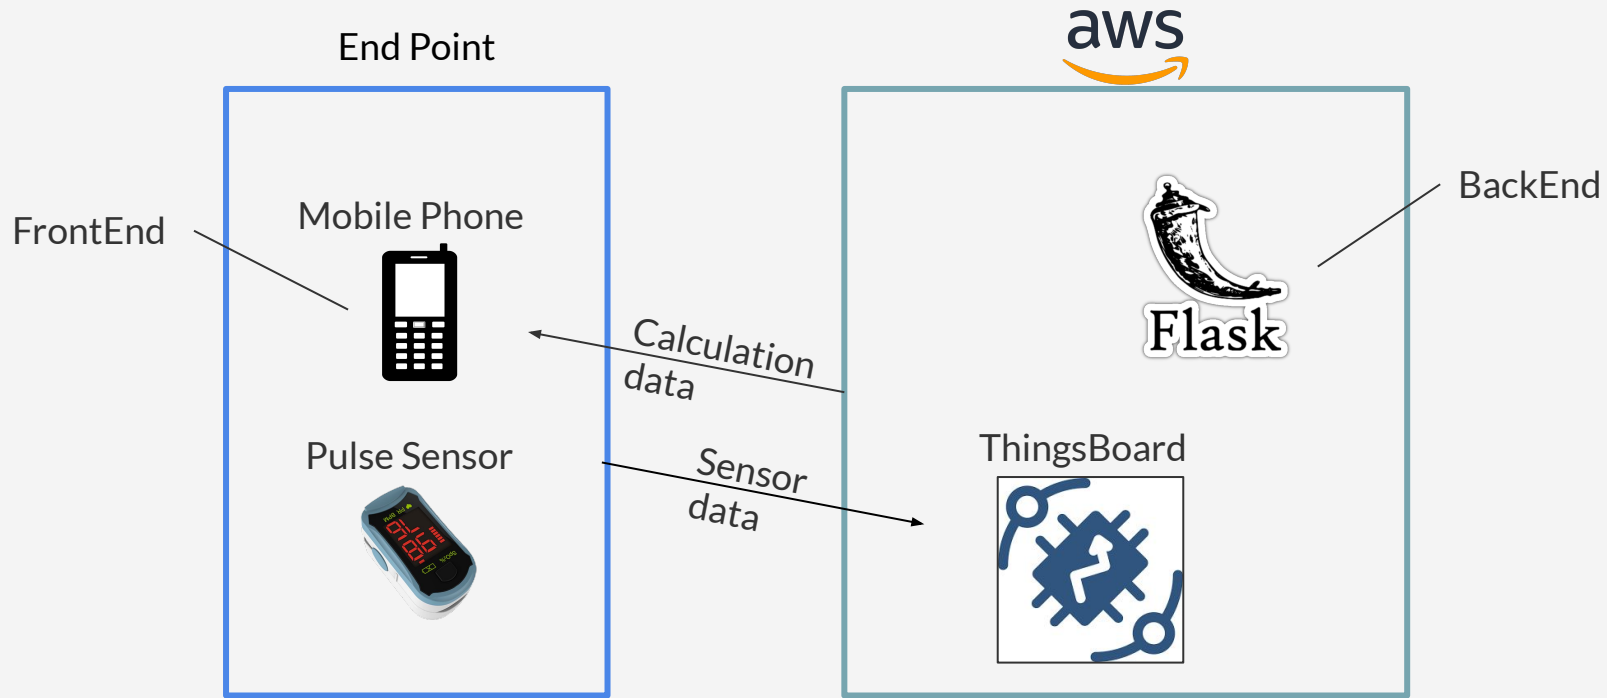 End Point
aws
FrontEnd
Mobile Phone
BackEnd
Flask
Calculation
data
Pulse Sensor
Sensor
data
ThingsBoard